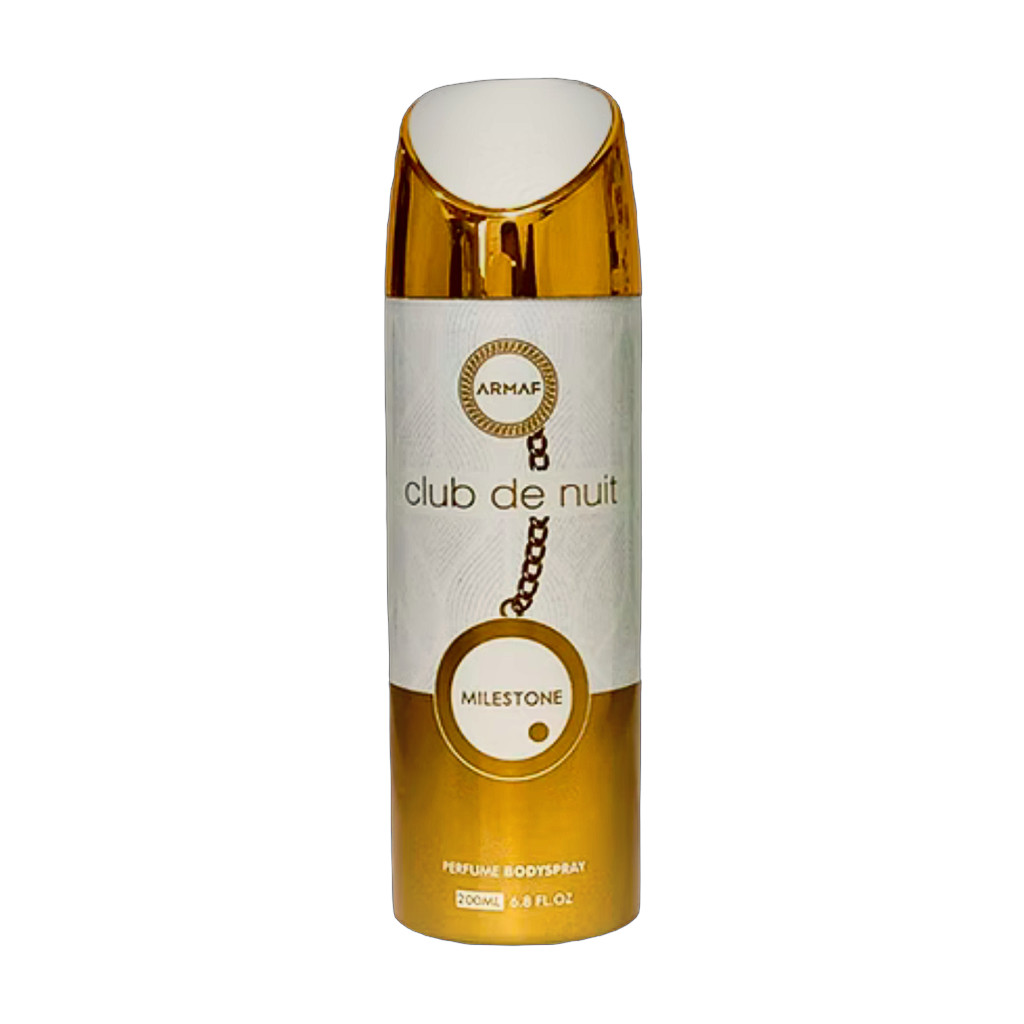 ARMAF
club de nuit
MILESTONE
PERFUME BODYSPRAY
200ML 6.8 FL.OZ